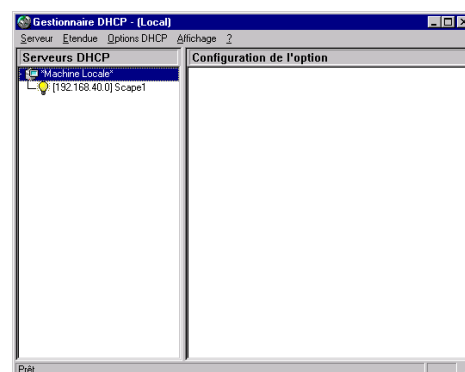 Gestionnaire DHCP - (Local)
Serveur Etendue Options DHCP Affichage ?
Serveurs DHCP Configuration de l'option
*Machine Locale*
[192.168.40.0] Scape1
Prêt